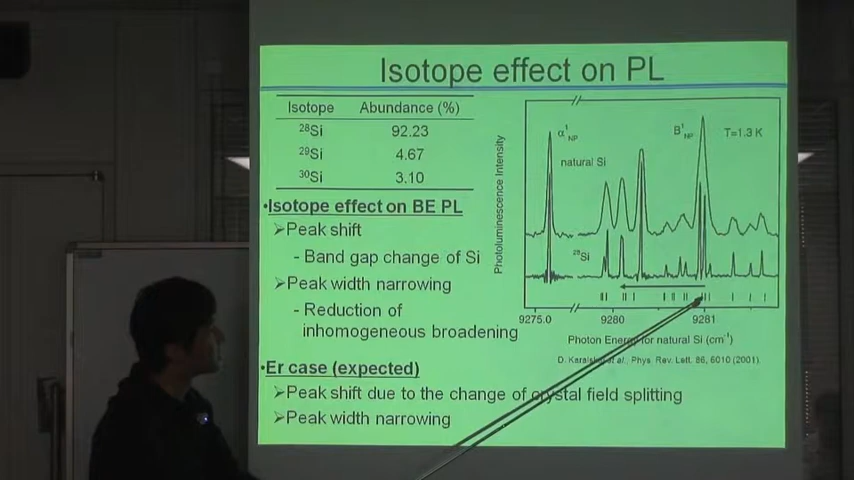 Isotope effect on PL
Isotope Abundance (%)
²⁸Si 92.23
²⁹Si 4.67
³⁰Si 3.10
•Isotope effect on BE PL
➢Peak shift
- Band gap change of Si
➢Peak width narrowing
- Reduction of
inhomogeneous broadening
•Er case (expected)
➢Peak shift due to the change of crystal field splitting
➢Peak width narrowing
Photoluminescence Intensity
α¹NP
B¹NP
T=1.3 K
natural Si
²⁸Si
9275.0 9280 9281
Photon Energy for natural Si (cm⁻¹)
et al., Phys. Rev. Lett. 86, 6010 (2001).